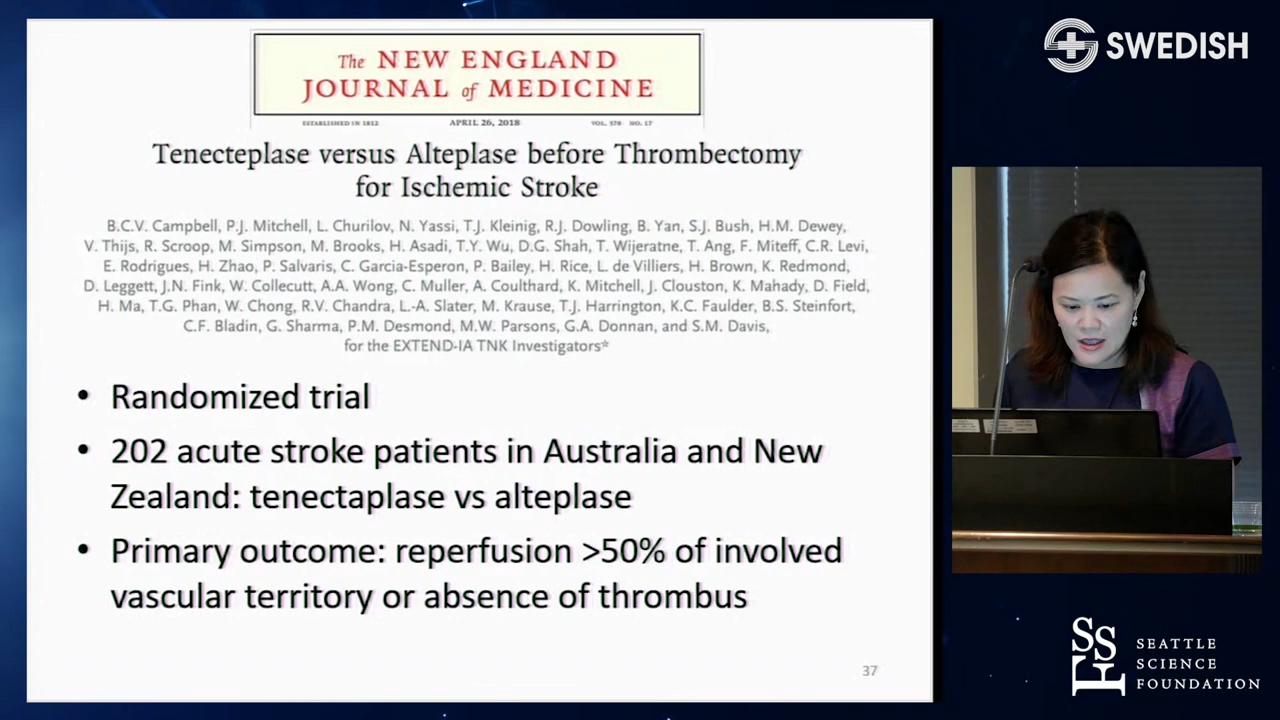 The NEW ENGLAND
JOURNAL of MEDICINE
ESTABLISHED IN 1812
APRIL 26, 2018
VOL. 378 NO. 17
Tenecteplase versus Alteplase before Thrombectomy
for Ischemic Stroke
B.C.V. Campbell, P.J. Mitchell, L. Churilov, N. Yassi, T.J. Kleinig, R.J. Dowling, B. Yan, S.J. Bush, H.M. Dewey,
V. Thijs, R. Scroop, M. Simpson, M. Brooks, H. Asadi, T.Y. Wu, D.G. Shah, T. Wijeratne, T. Ang, F. Miteff, C.R. Levi,
E. Rodrigues, H. Zhao, P. Salvaris, C. Garcia-Esperon, P. Bailey, H. Rice, L. de Villiers, H. Brown, K. Redmond,
D. Leggett, J.N. Fink, W. Collecutt, A.A. Wong, C. Muller, A. Coulthard, K. Mitchell, J. Clouston, K. Mahady, D. Field,
H. Ma, T.G. Phan, W. Chong, R.V. Chandra, L.-A. Slater, M. Krause, T.J. Harrington, K.C. Faulder, B.S. Steinfort,
C.F. Bladin, G. Sharma, P.M. Desmond, M.W. Parsons, G.A. Donnan, and S.M. Davis,
for the EXTEND-IA TNK Investigators*
• Randomized trial
• 202 acute stroke patients in Australia and New
Zealand: tenectaplase vs alteplase
• Primary outcome: reperfusion >50% of involved
vascular territory or absence of thrombus
37
SWEDISH
SSF
SEATTLE
SCIENCE
FOUNDATION